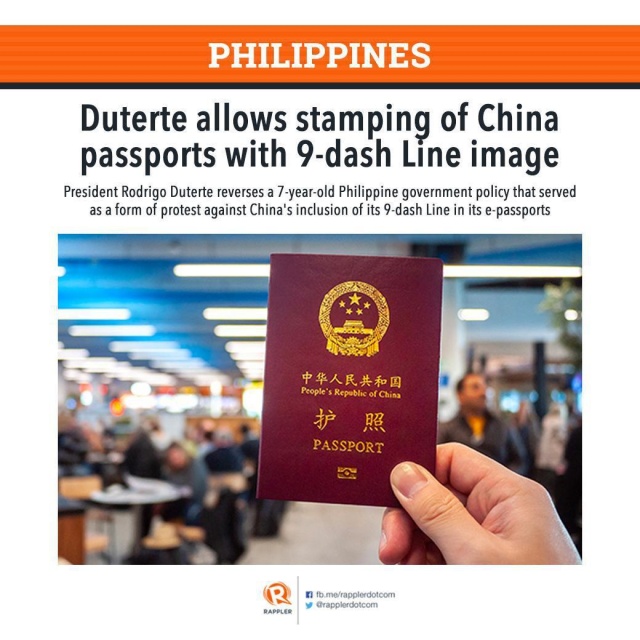 PHILIPPINES
Duterte allows stamping of China
passports with 9-dash Line image
President Rodrigo Duterte reverses a 7-year-old Philippine government policy that served
as a form of protest against China's inclusion of its 9-dash Line in its e-passports
中华人民共和国
People's Republic of China
护 照
PASSPORT
R
RAPPLER
fb.me/rapplerdotcom
@rapplerdotcom